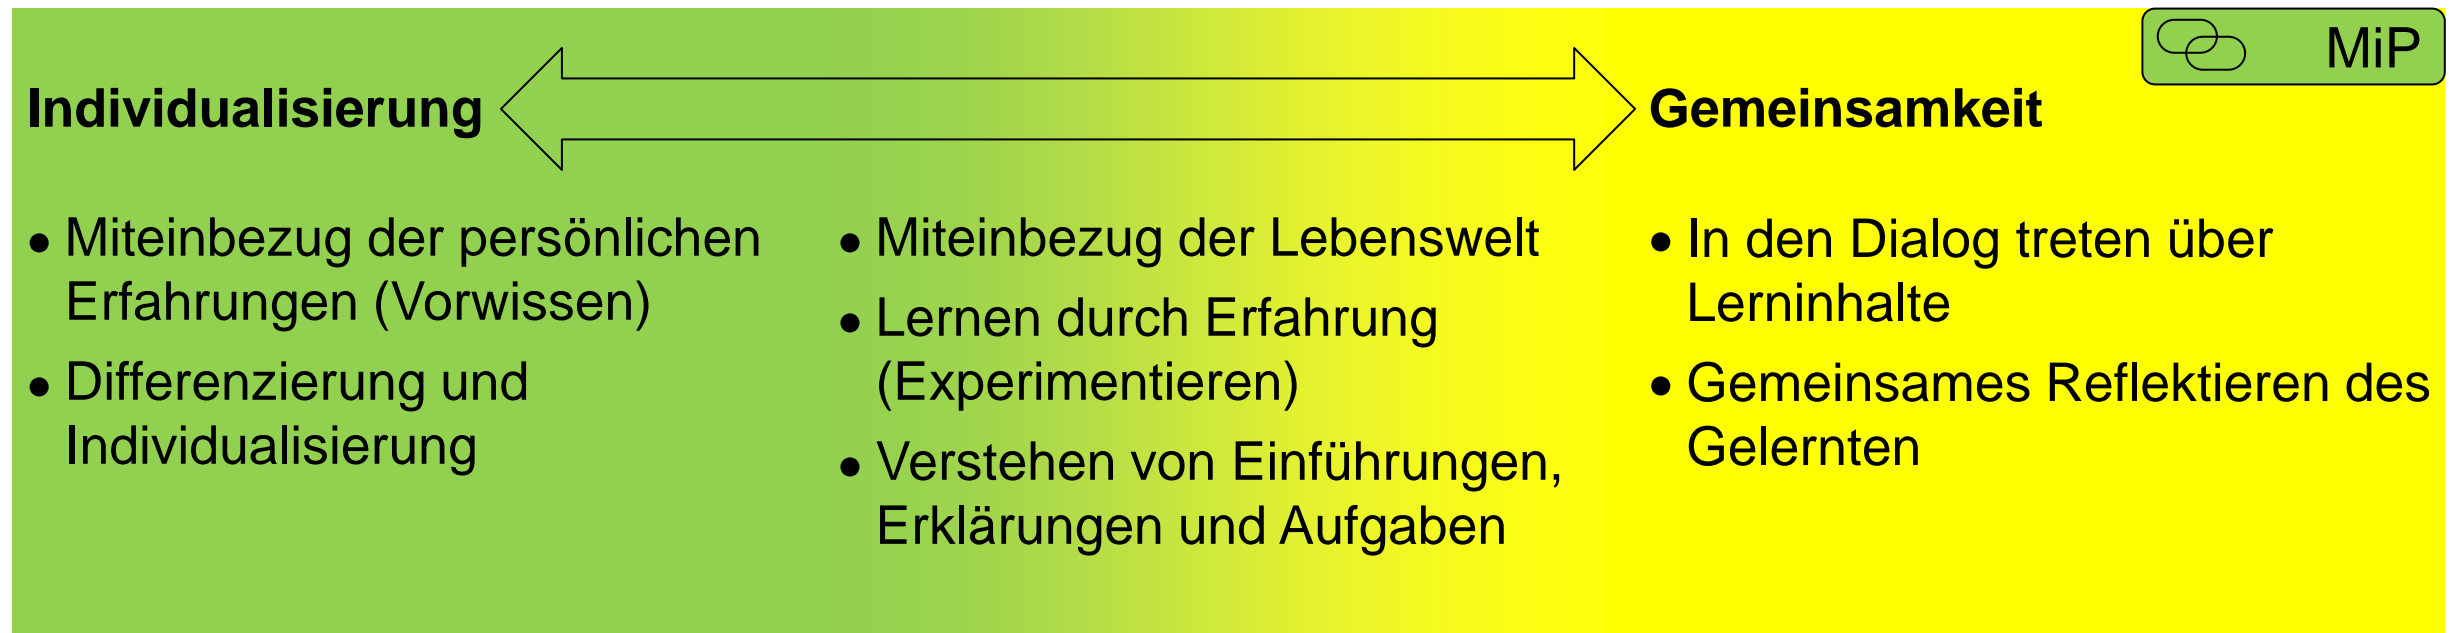 MiP
Individualisierung
Gemeinsamkeit
• Miteinbezug der persönlichen
Erfahrungen (Vorwissen)
• Differenzierung und
Individualisierung
• Miteinbezug der Lebenswelt
• Lernen durch Erfahrung
(Experimentieren)
• Verstehen von Einführungen,
Erklärungen und Aufgaben
• In den Dialog treten über
Lerninhalte
• Gemeinsames Reflektieren des
Gelernten